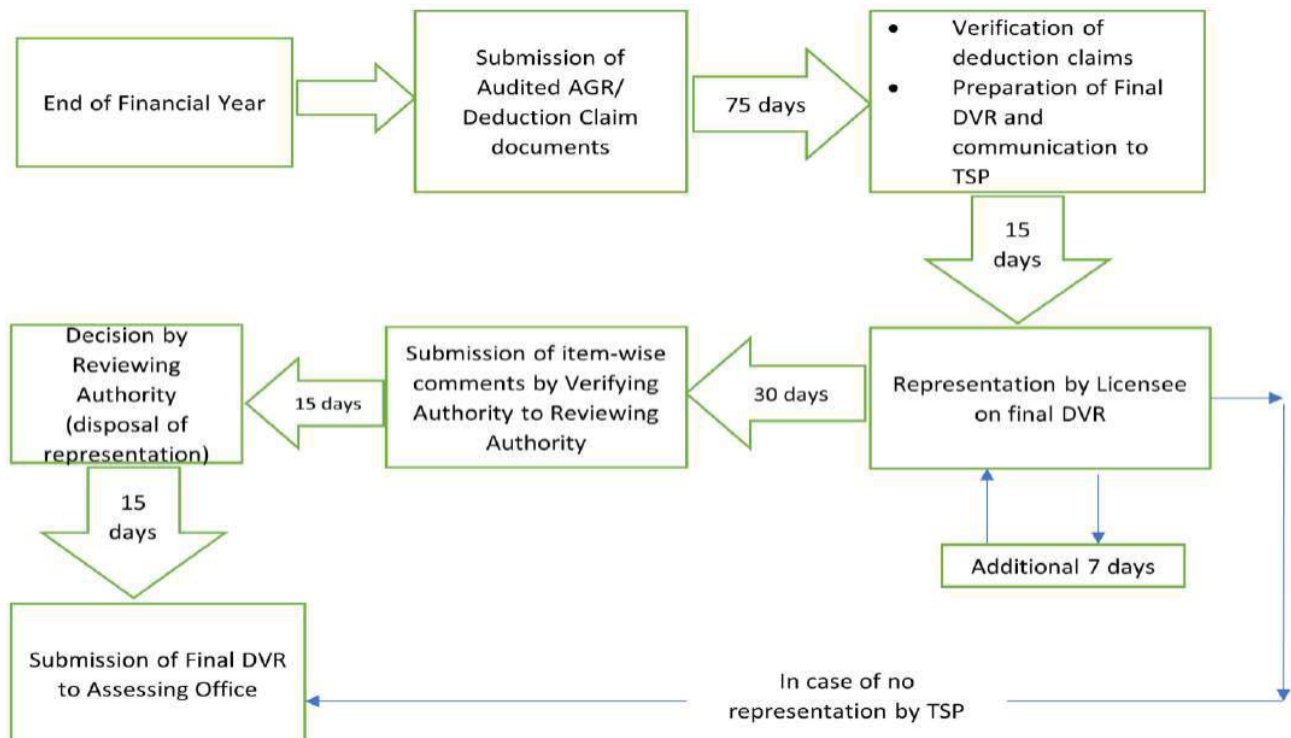 End of Financial Year
Submission of
Audited AGR/
Deduction Claim
documents
75 days
• Verification of
deduction claims
• Preparation of Final
DVR and
communication to
TSP
15
days
Representation by Licensee
on final DVR
Additional 7 days
30 days
Submission of item-wise
comments by Verifying
Authority to Reviewing
Authority
15 days
Decision by
Reviewing
Authority
(disposal of
representation)
15
days
Submission of Final DVR
to Assessing Office
In case of no
representation by TSP